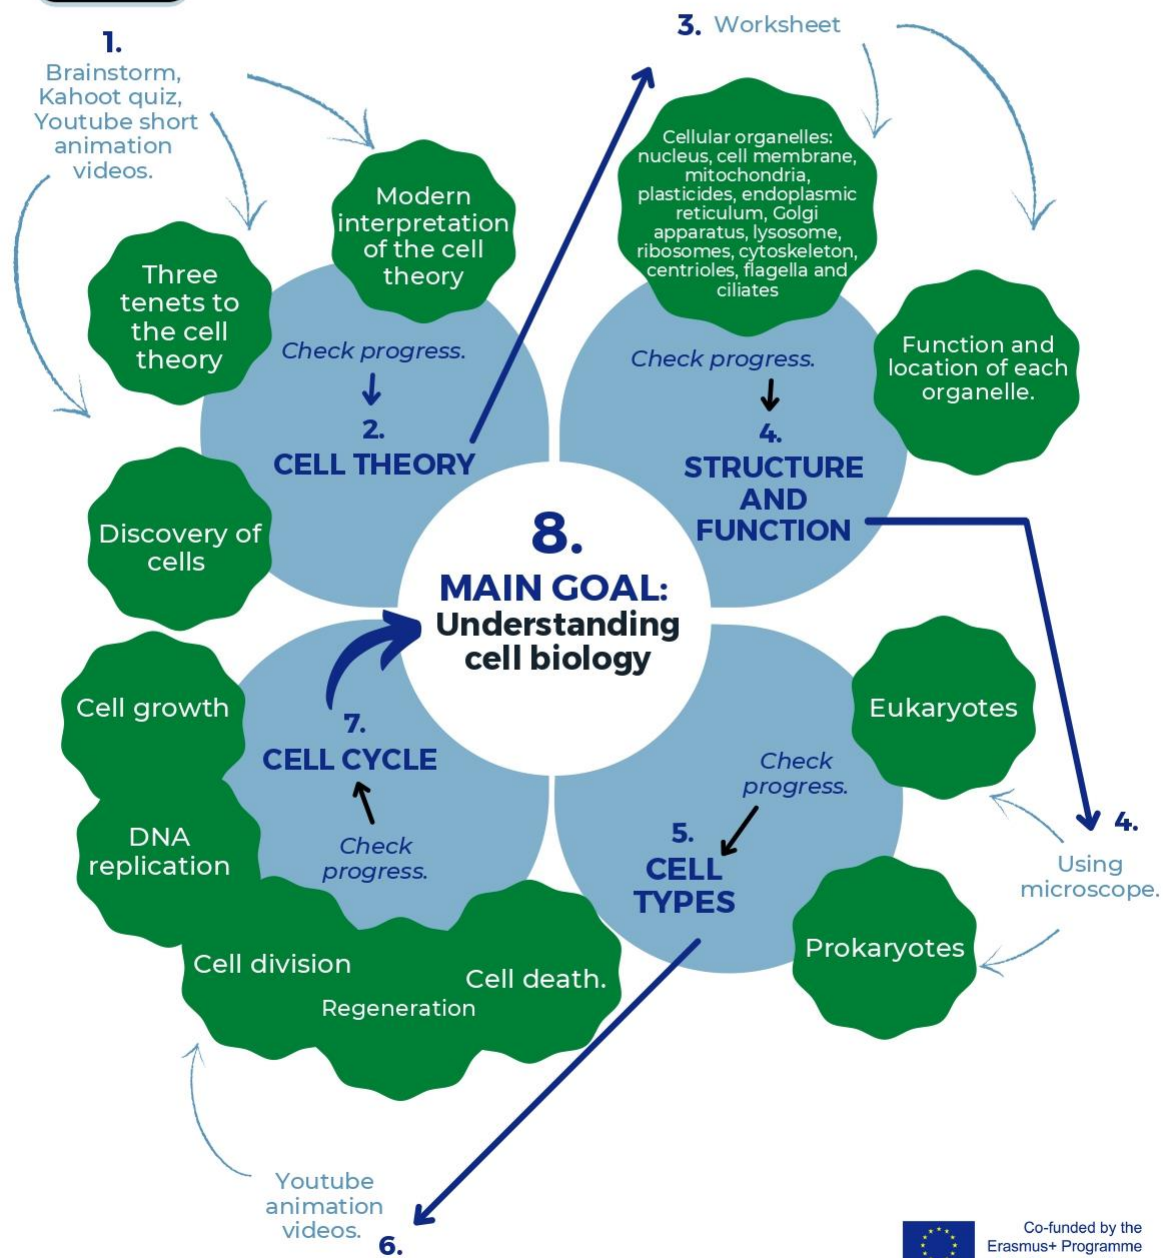 1.
Brainstorm,
Kahoot quiz,
Youtube short
animation
videos.
3. Worksheet
Modern
interpretation
of the cell
theory
Three
tenets to
the cell
theory
Discovery of
cells
Check progress.
2.
CELL THEORY
Cellular organelles:
nucleus, cell membrane,
mitochondria,
plasticides, endoplasmic
reticulum, Golgi
apparatus, lysosome,
ribosomes, cytoskeleton,
centrioles, flagella and
ciliates
Function and
location of each
organelle.
Check progress.
4.
STRUCTURE
AND
FUNCTION
8.
MAIN GOAL:
Understanding
cell biology
Eukaryotes
Prokaryotes
Check
progress.
5.
CELL
TYPES
4.
Using
microscope.
7.
CELL CYCLE
Check
progress.
Cell growth
DNA
replication
Cell division
Regeneration
Cell death.
Youtube
animation
videos.
6.
Co-funded by the
Erasmus+ Programme